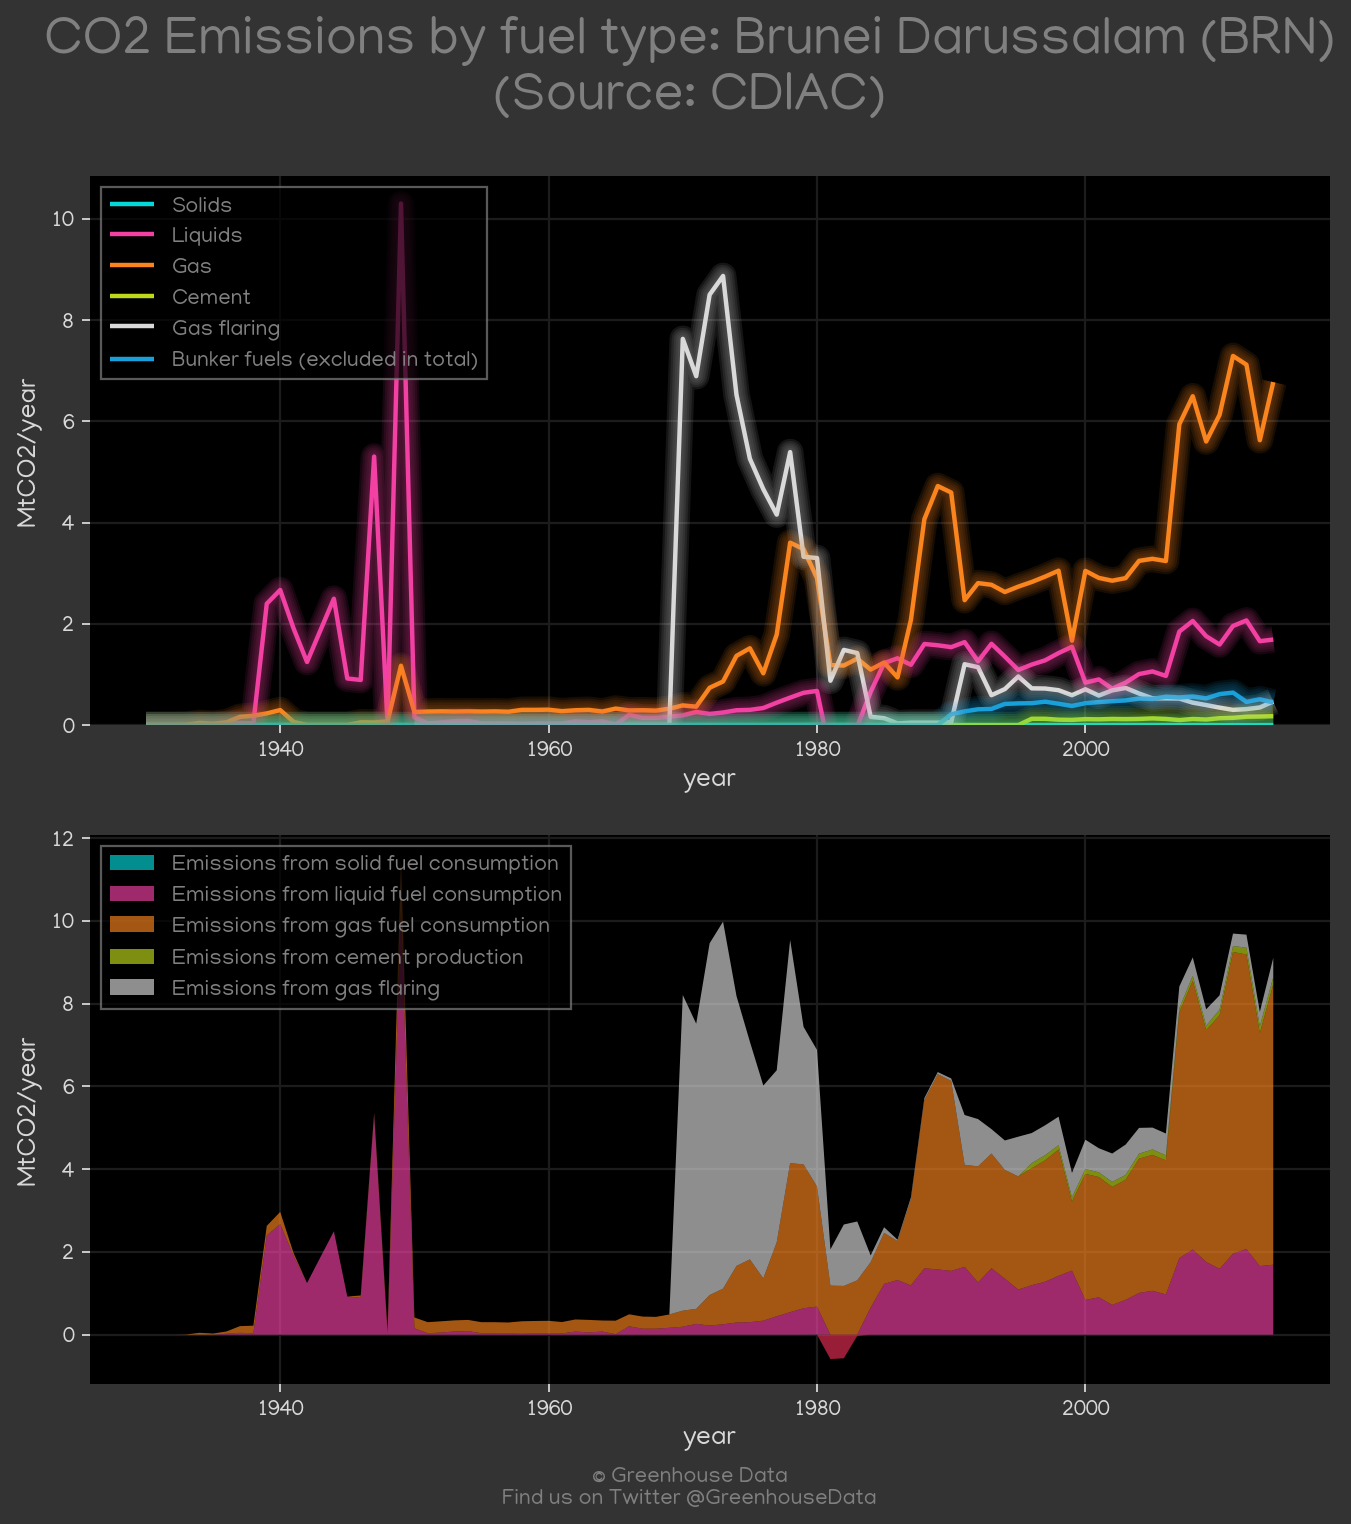 CO2 Emissions by fuel type: Brunei Darussalam (BRN)
(Source: CDIAC)
Solids
Liquids
Gas
Cement
Gas flaring
Bunker fuels (excluded in total)
10
8
6
4
2
0
MtCO2/year
1940
1960
1980
2000
year
12
10
8
6
4
2
0
MtCO2/year
Emissions from solid fuel consumption
Emissions from liquid fuel consumption
Emissions from gas fuel consumption
Emissions from cement production
Emissions from gas flaring
1940
1960
1980
2000
year
© Greenhouse Data
Find us on Twitter @GreenhouseData